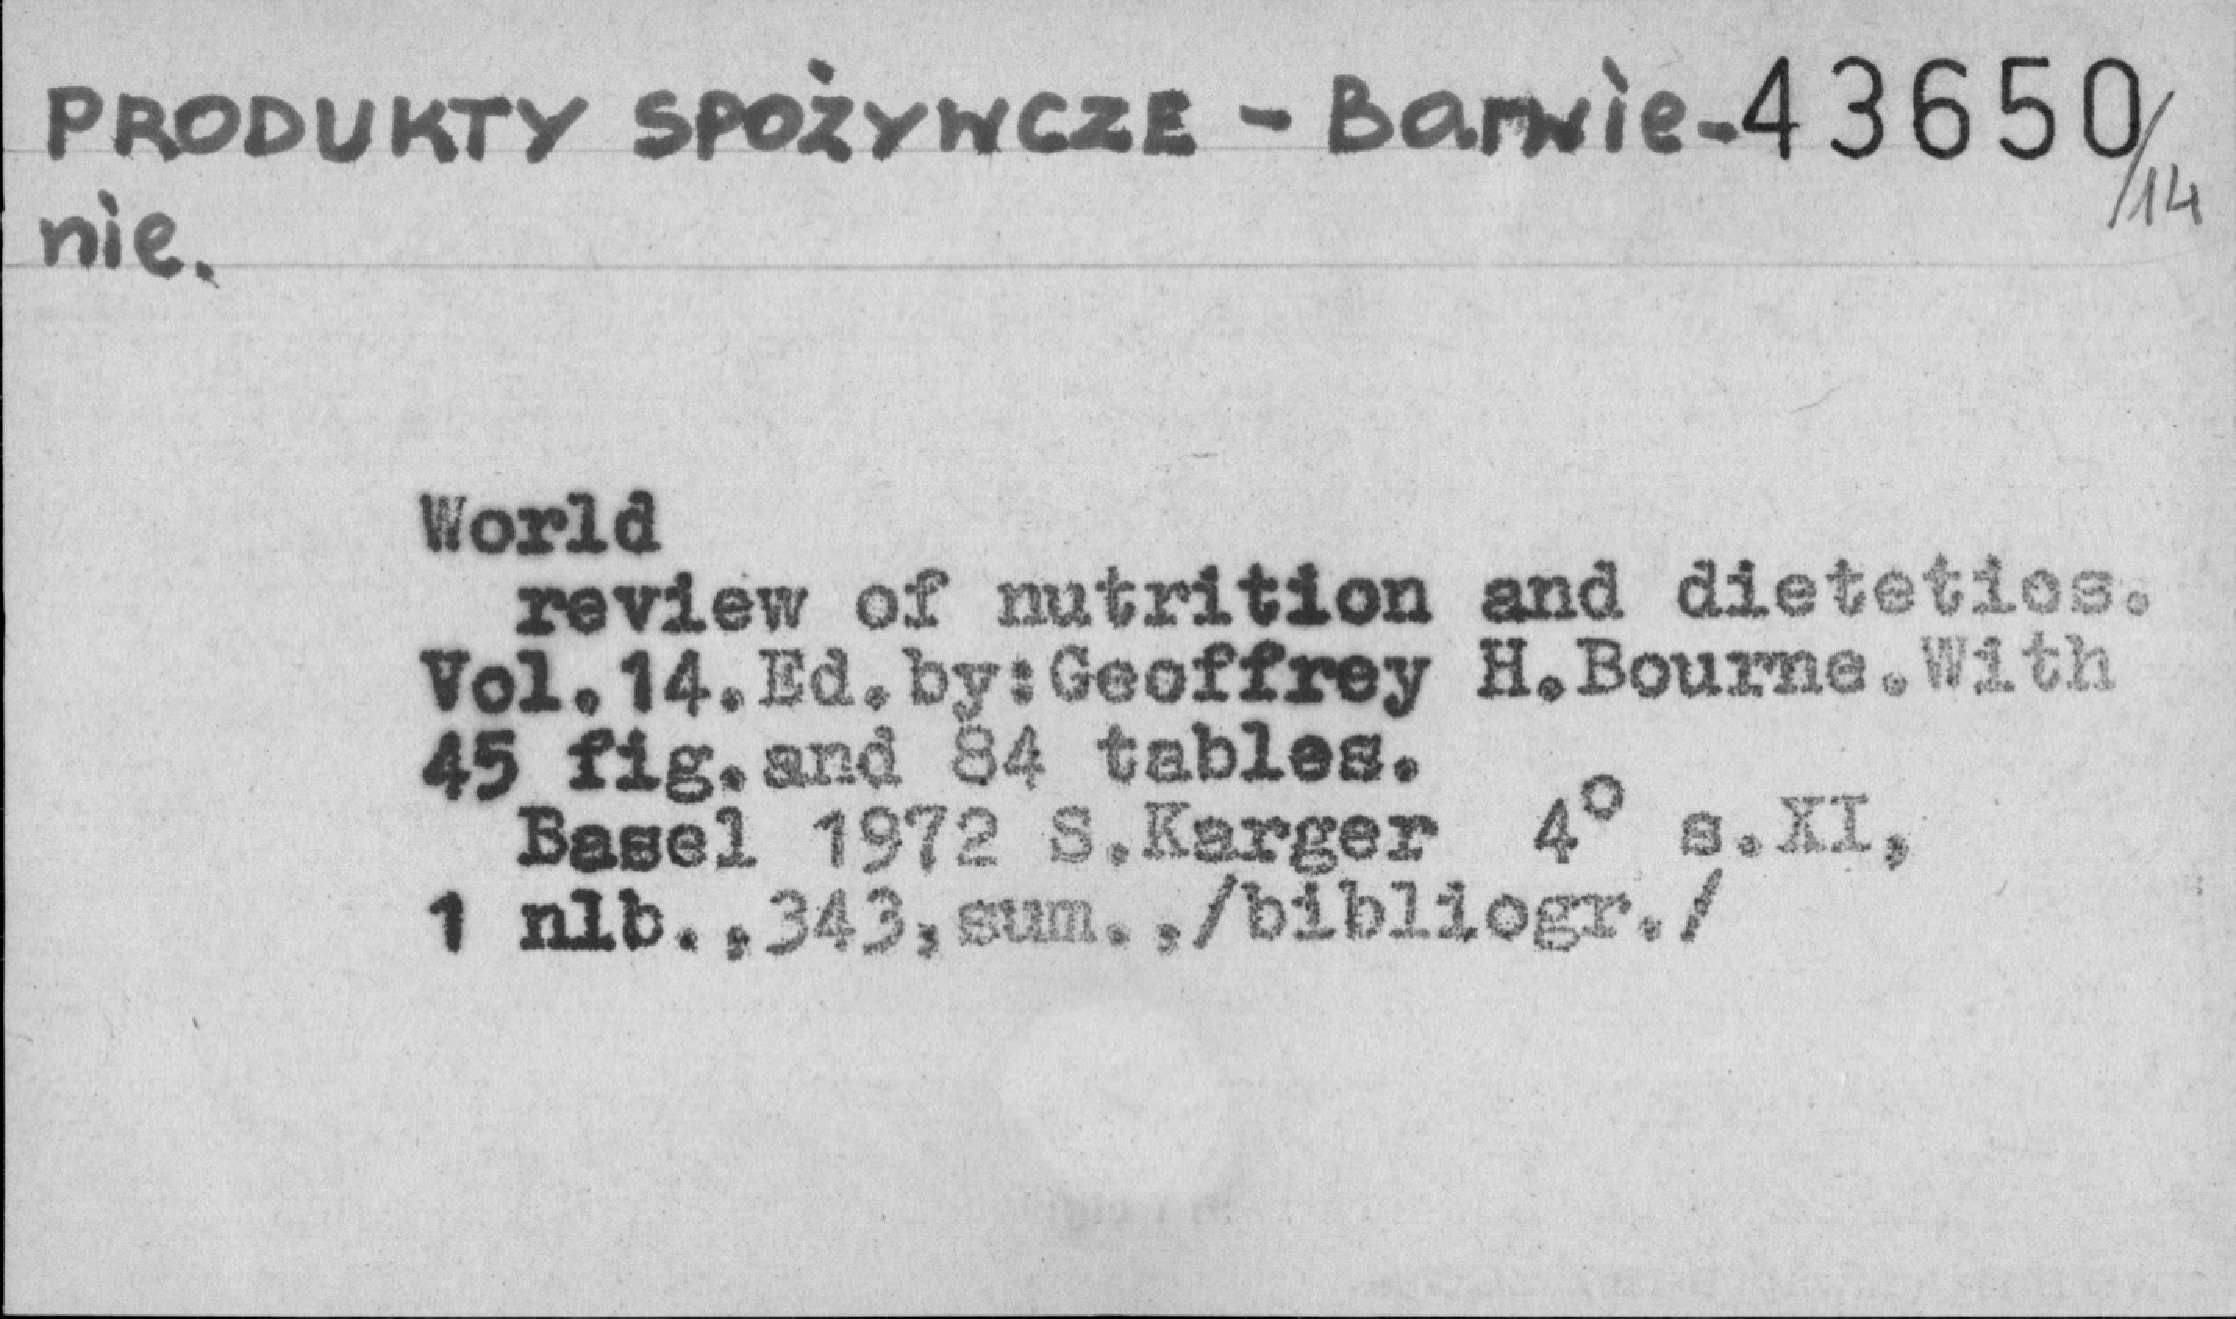 PRODUKTY SPOŻYWCZE - Barwie- 43650/14
nie.
World
review of nutrition and dietetics.
Vol.14.Ed.by:Geoffrey H.Bourne.With
45 fig.and 84 tables.
Basel 1972 S.Karger 4° s.XI,
1 nlb.,343,sum.,/bibliogr./